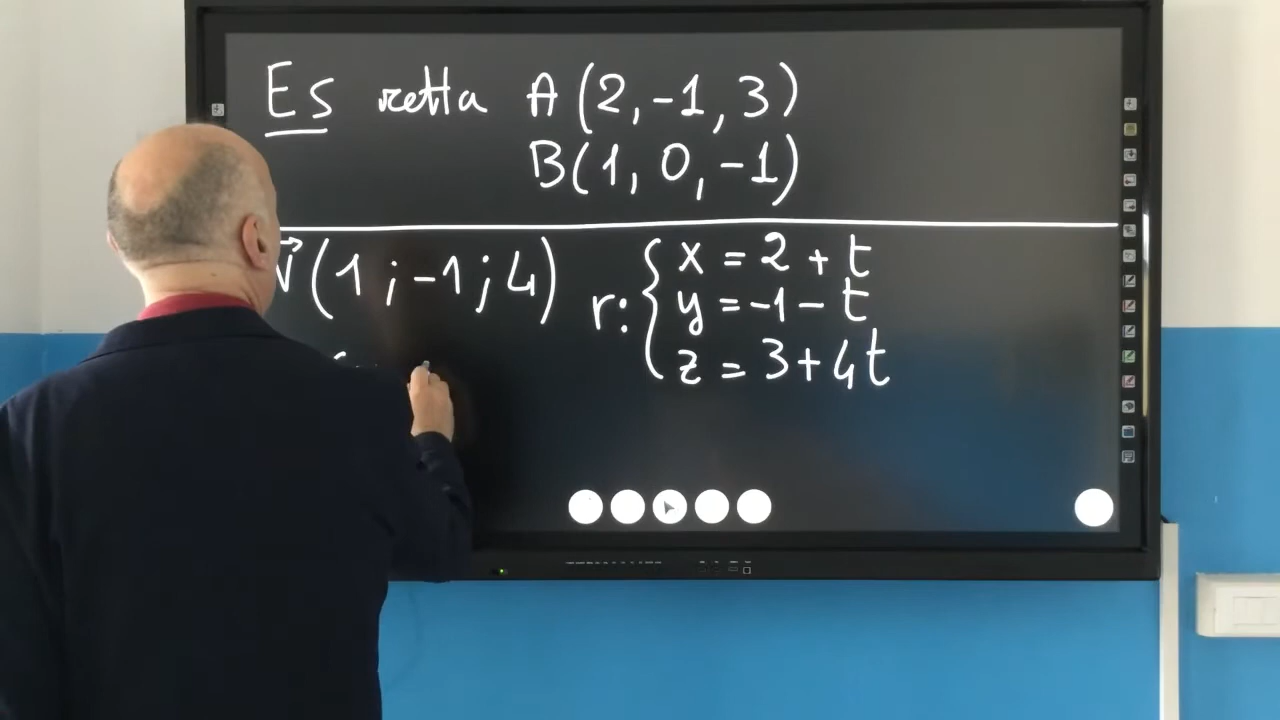 Es retta A(2,-1,3)
B(1,0,-1)
V(1;-1;4)
r: { x = 2 + t
y = -1 - t
z = 3 + 4t